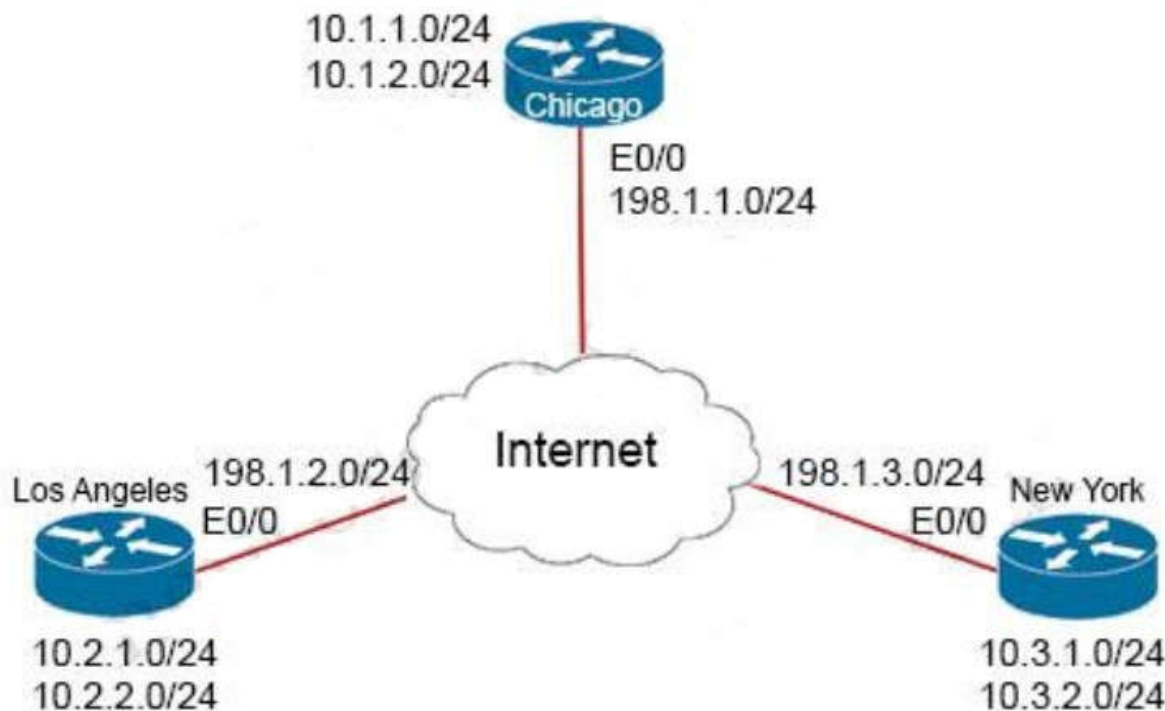 10.1.1.0/24
10.1.2.0/24
Chicago
E0/0
198.1.1.0/24
Internet
198.1.2.0/24
Los Angeles
E0/0
10.2.1.0/24
10.2.2.0/24
198.1.3.0/24
New York
E0/0
10.3.1.0/24
10.3.2.0/24